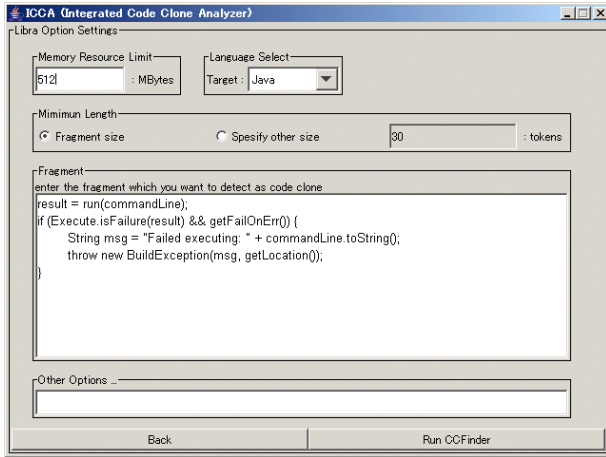 ICCA (Integrated Code Clone Analyzer)
Libra Option Settings
Memory Resource Limit
512 : MBytes
Language Select
Target : Java
Mimimun Length
Fragment size Spesify other size 30 : tokens
Fragment
enter the fragment which you want to detect as code clone
result = run(commandLine);
if (Execute.isFailure(result) && getFailOnErr()) {
String msg = "Failed executing: " + commandLine.toString();
throw new BuildException(msg, getLocation());
}
Other Options ...
Back Run CCFinder